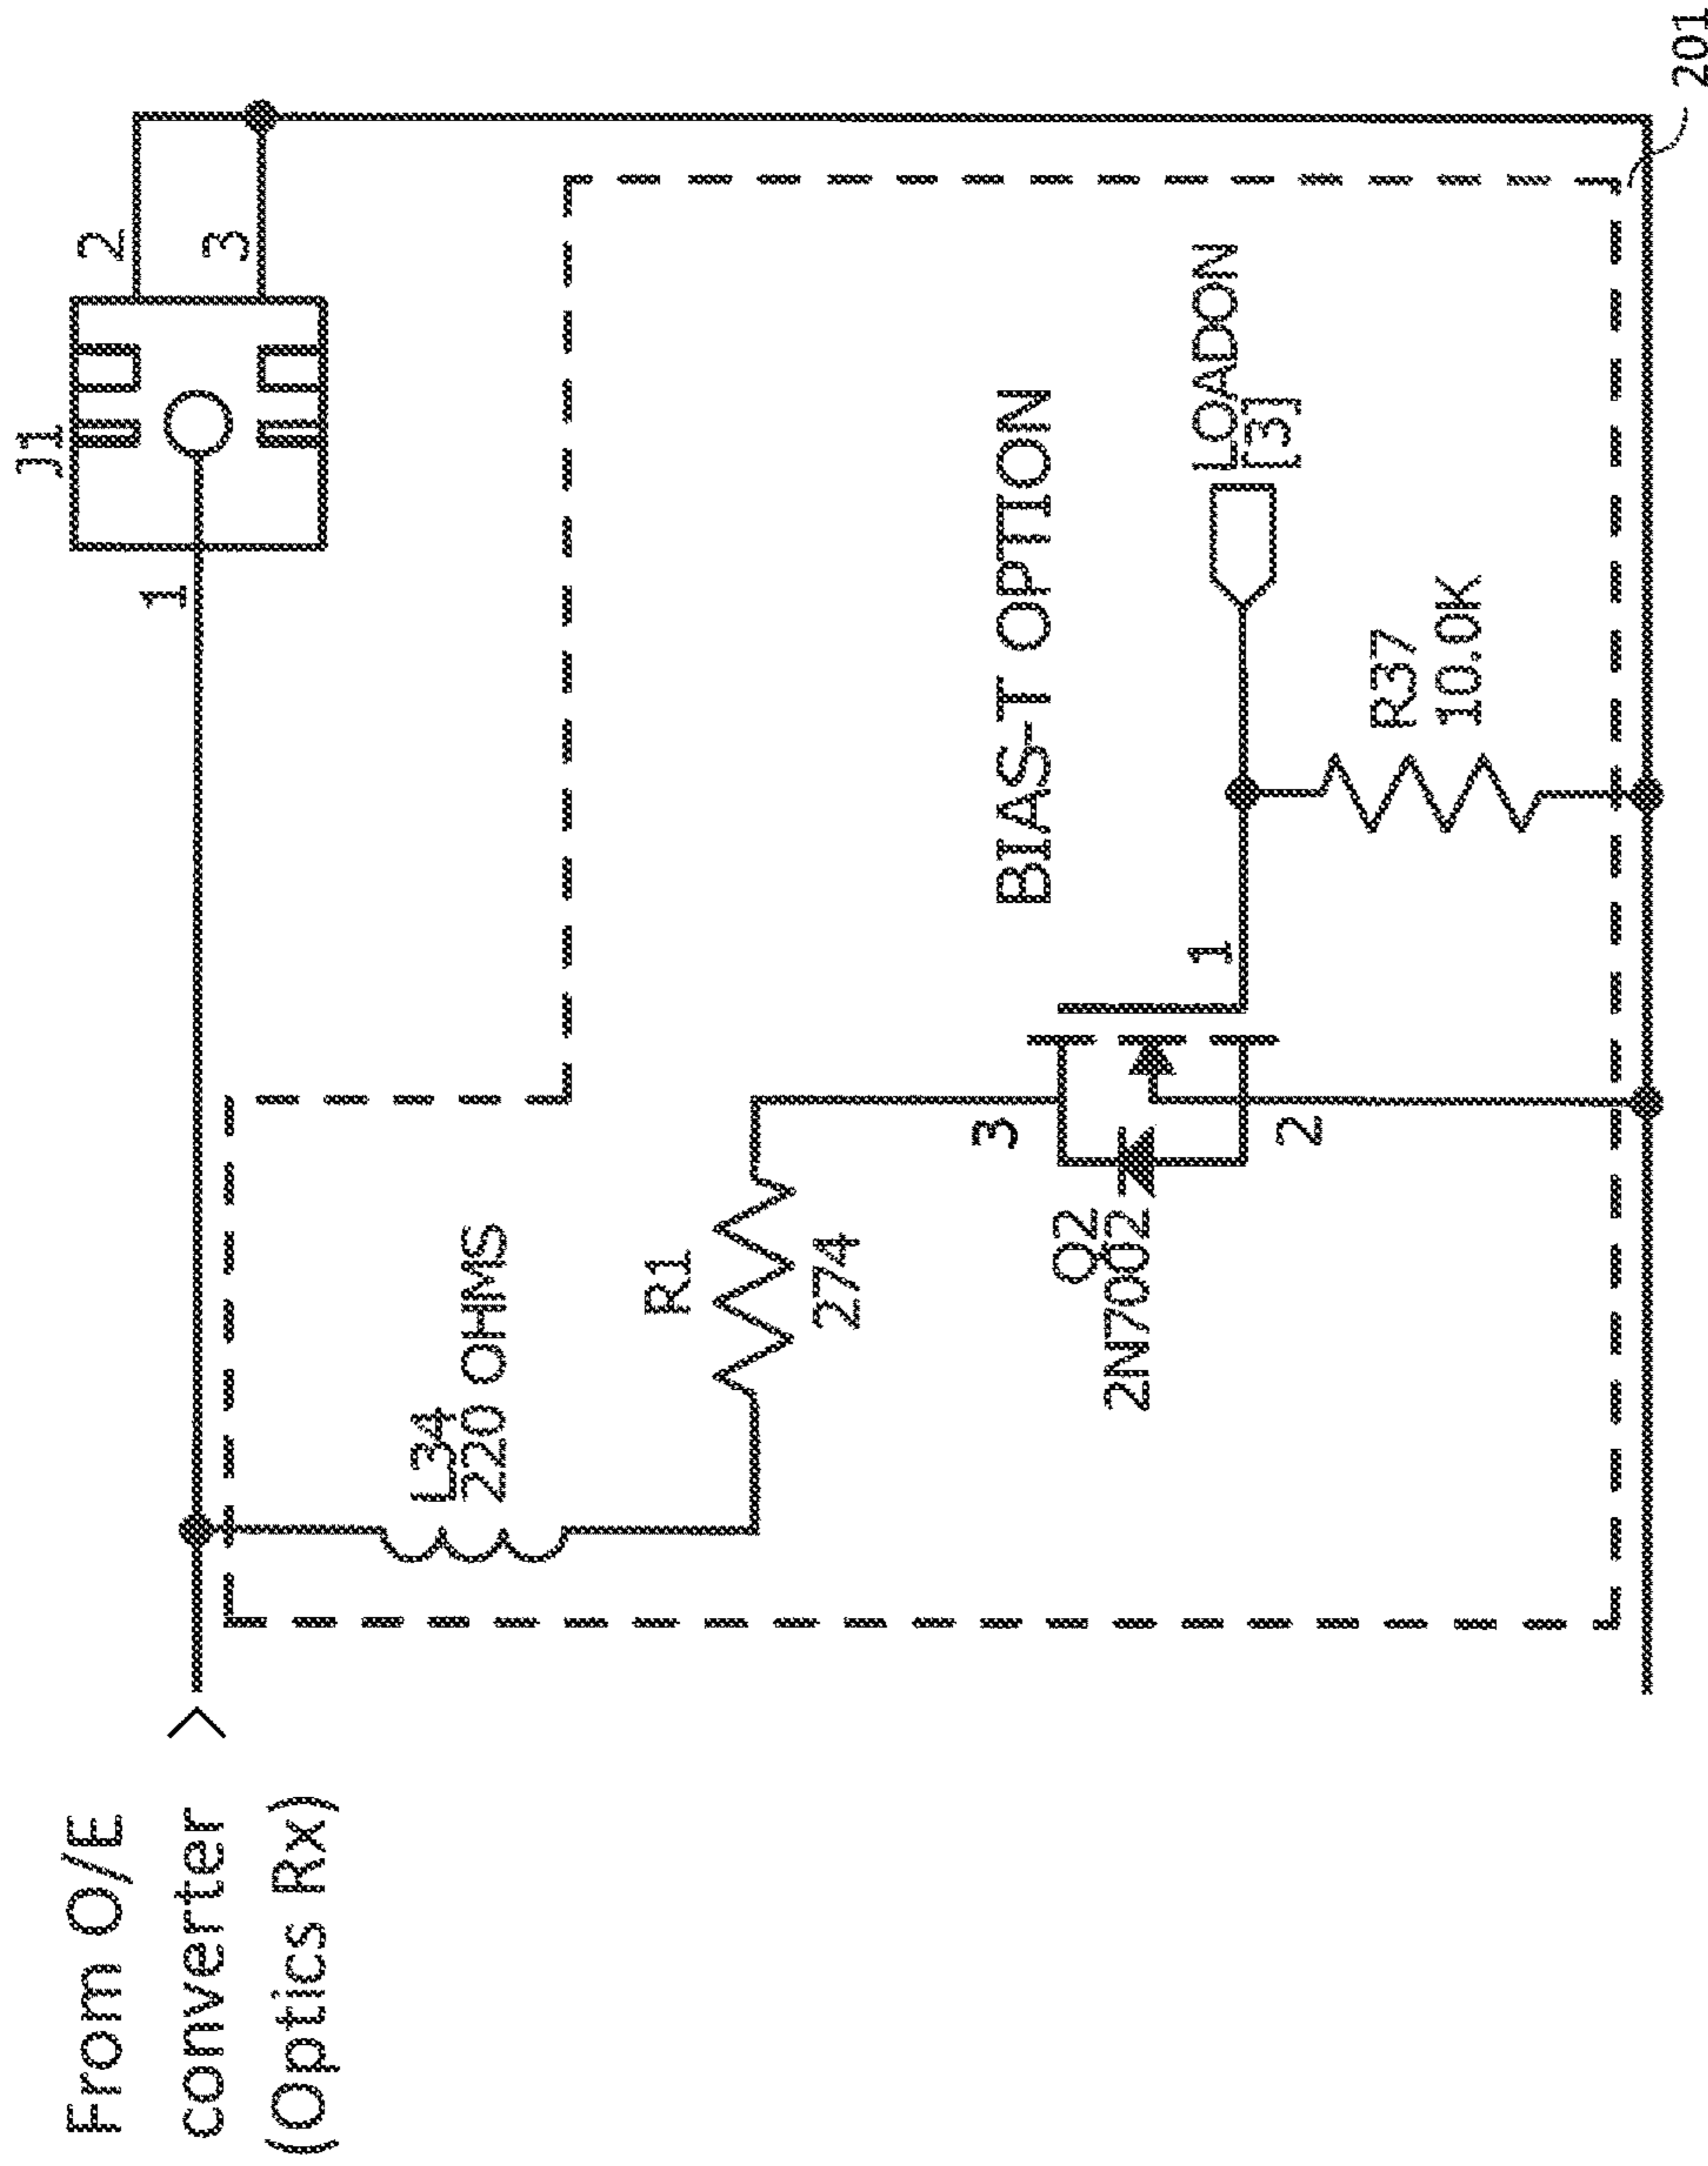 From O/E
converter
(Optics Rx)
>
J1
1
2
3
L34
220 OHMS
R1
274
3
Q2
2N7002
2
1
BIAS-T OPTION
LOADON
[3]
R37
10.0K
201